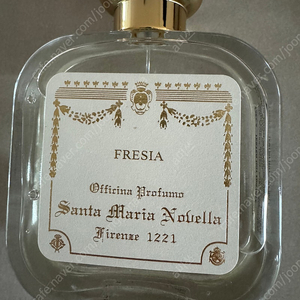 FRESIA
Officina Profumo
Santa Maria Novella
Firenze 1221